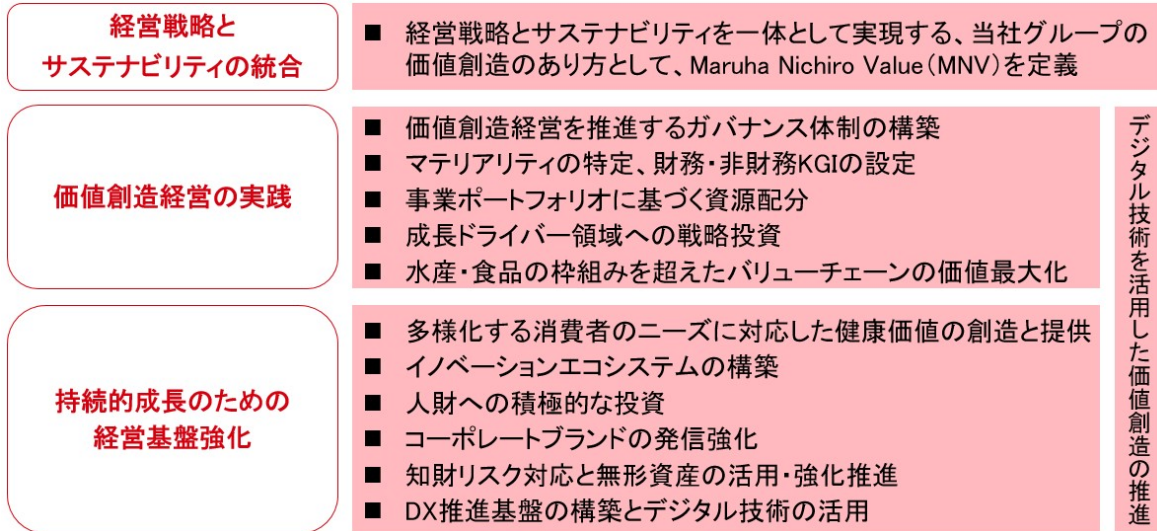 経営戦略と
サステナビリティの統合
■ 経営戦略とサステナビリティを一体として実現する、当社グループの
価値創造のあり方として、Maruha Nichiro Value（MNV）を定義
価値創造経営の実践
■ 価値創造経営を推進するガバナンス体制の構築
■ マテリアリティの特定、財務・非財務KGIの設定
■ 事業ポートフォリオに基づく資源配分
■ 成長ドライバー領域への戦略投資
■ 水産・食品の枠組みを超えたバリューチェーンの価値最大化
持続的成長のための
経営基盤強化
■ 多様化する消費者のニーズに対応した健康価値の創造と提供
■ イノベーションエコシステムの構築
■ 人財への積極的な投資
■ コーポレートブランドの発信強化
■ 知財リスク対応と無形資産の活用・強化推進
■ DX推進基盤の構築とデジタル技術の活用
デジタル技術を活用した価値創造の推進